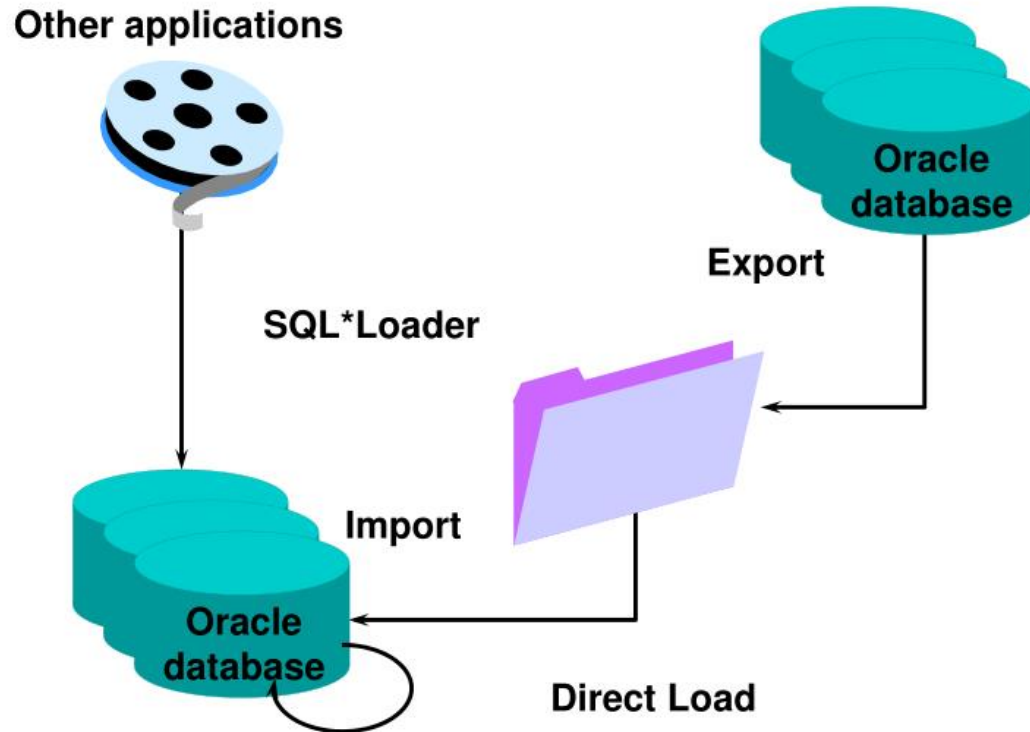 Other applications
Oracle
database
Export
SQL*Loader
Import
Oracle
database
Direct Load